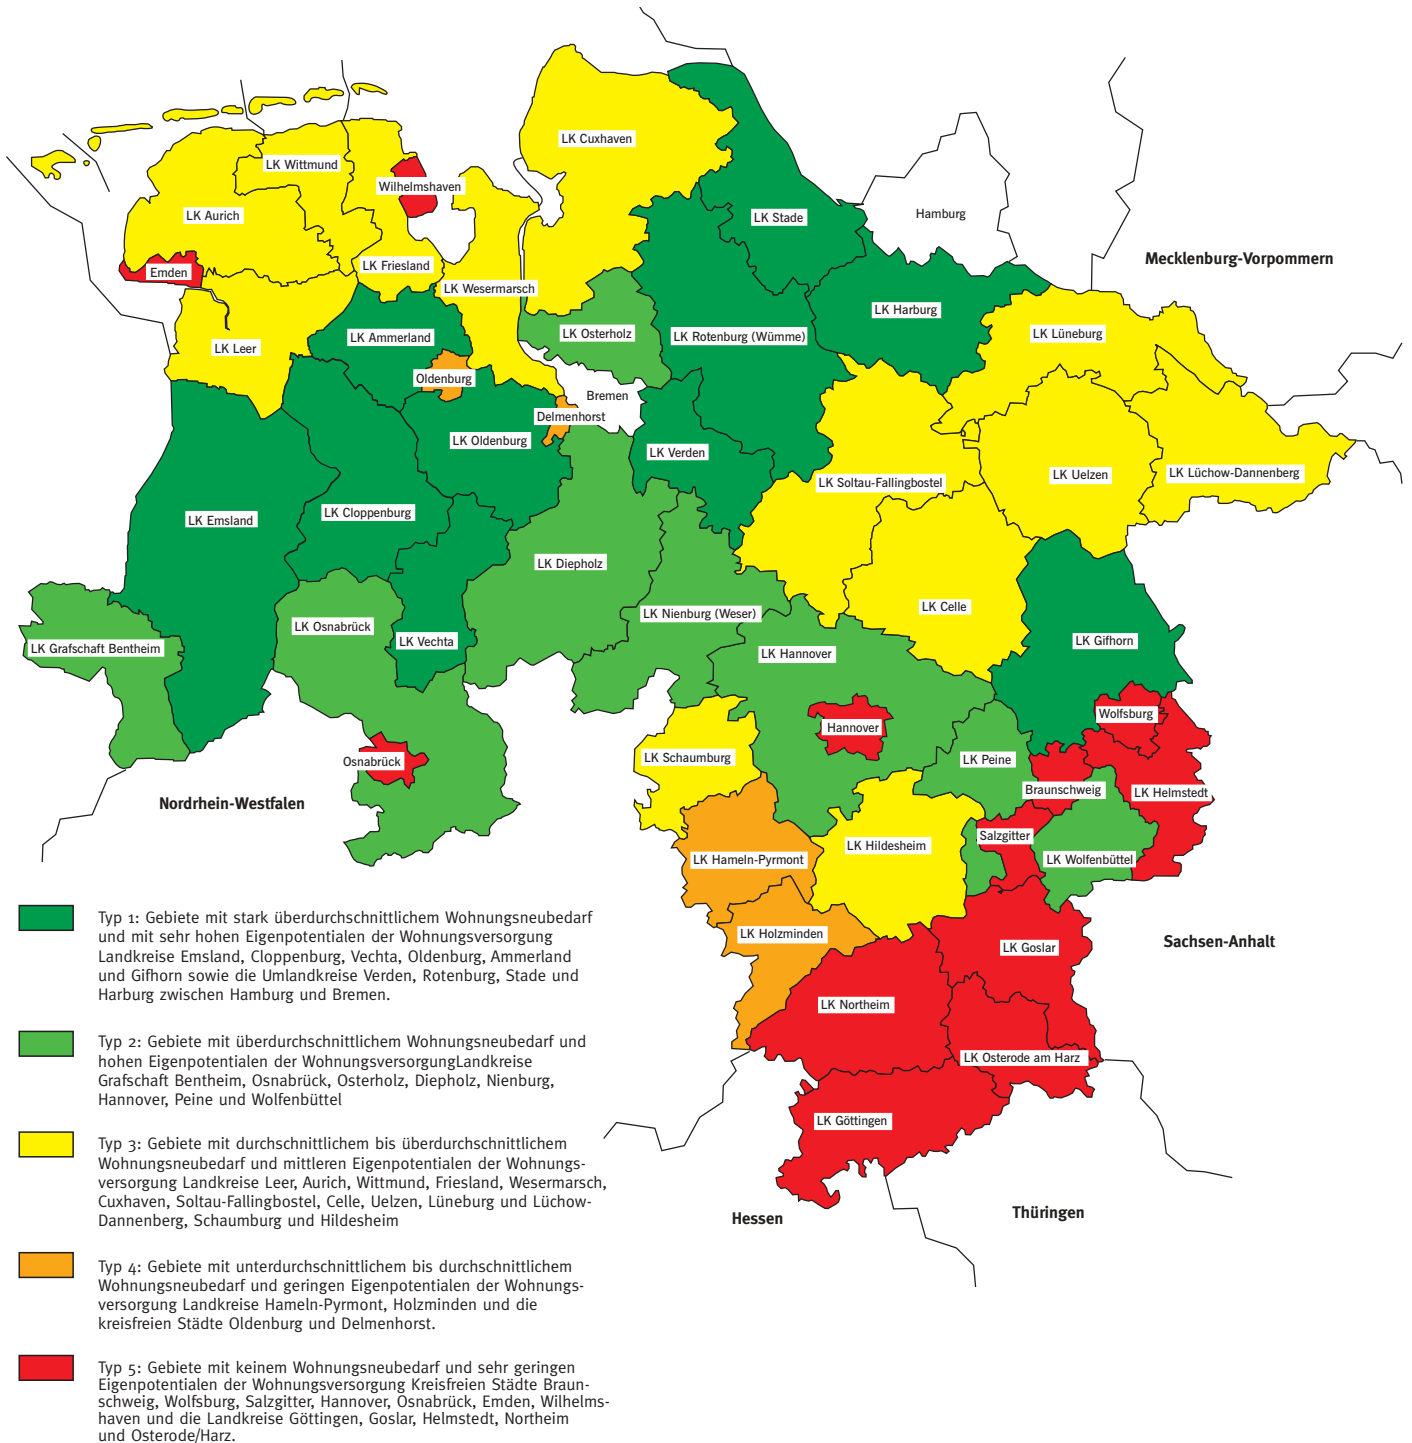 LK Cuxhaven
LK Wittmund
Wilhelmshaven
LK Aurich
LK Stade
Hamburg
Mecklenburg-Vorpommern
Emden
LK Friesland
LK Wesermarsch
LK Harburg
LK Osterholz
LK Rotenburg (Wümme)
LK Lüneburg
LK Ammerland
LK Leer
Oldenburg
Bremen
Delmenhorst
LK Oldenburg
LK Verden
LK Uelzen
LK Lüchow-Dannenberg
LK Soltau-Fallingbostel
LK Emsland
LK Cloppenburg
LK Diepholz
LK Celle
LK Nienburg (Weser)
LK Osnabrück
LK Vechta
LK Gifhorn
LK Grafschaft Bentheim
LK Hannover
Wolfsburg
Hannover
LK Schaumburg
LK Peine
Osnabrück
Braunschweig
LK Helmstedt
Nordrhein-Westfalen
Salzgitter
LK Hildesheim
LK Hameln-Pyrmont
LK Wolfenbüttel
LK Holzminden
LK Goslar
Sachsen-Anhalt
LK Northeim
LK Osterode am Harz
LK Göttingen
Hessen
Thüringen
Typ 1: Gebiete mit stark überdurchschnittlichem Wohnungsneubedarf
und mit sehr hohen Eigenpotentialen der Wohnungsversorgung
Landkreise Emsland, Cloppenburg, Vechta, Oldenburg, Ammerland
und Gifhorn sowie die Umlandkreise Verden, Rotenburg, Stade und
Harburg zwischen Hamburg und Bremen.
Typ 2: Gebiete mit überdurchschnittlichem Wohnungsneubedarf und
hohen Eigenpotentialen der WohnungsversorgungLandkreise
Grafschaft Bentheim, Osnabrück, Osterholz, Diepholz, Nienburg,
Hannover, Peine und Wolfenbüttel
Typ 3: Gebiete mit durchschnittlichem bis überdurchschnittlichem
Wohnungsneubedarf und mittleren Eigenpotentialen der Wohnungs-
versorgung Landkreise Leer, Aurich, Wittmund, Friesland, Wesermarsch,
Cuxhaven, Soltau-Fallingbostel, Celle, Uelzen, Lüneburg und Lüchow-
Dannenberg, Schaumburg und Hildesheim
Typ 4: Gebiete mit unterdurchschnittlichem bis durchschnittlichem
Wohnungsneubedarf und geringen Eigenpotentialen der Wohnungs-
versorgung Landkreise Hameln-Pyrmont, Holzminden und die
kreisfreien Städte Oldenburg und Delmenhorst.
Typ 5: Gebiete mit keinem Wohnungsneubedarf und sehr geringen
Eigenpotentialen der Wohnungsversorgung Kreisfreien Städte Braun-
schweig, Wolfsburg, Salzgitter, Hannover, Osnabrück, Emden, Wilhelms-
haven und die Landkreise Göttingen, Goslar, Helmstedt, Northeim
und Osterode/Harz.